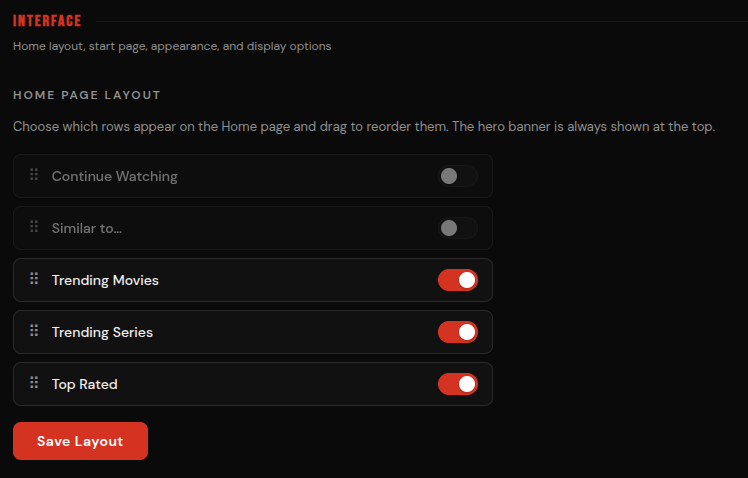 INTERFACE
Home layout, start page, appearance, and display options
HOME PAGE LAYOUT
Choose which rows appear on the Home page and drag to reorder them. The hero banner is always shown at the top.
Continue Watching
Similar to...
Trending Movies
Trending Series
Top Rated
Save Layout